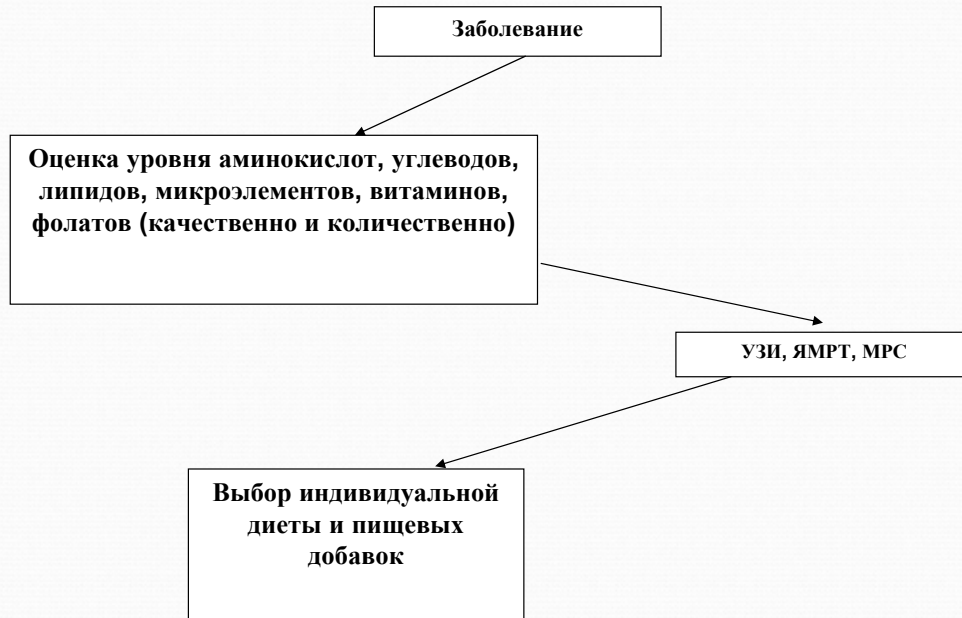 Заболевание
Оценка уровня аминокислот, углеводов,
липидов, микроэлементов, витаминов,
фолатов (качественно и количественно)
УЗИ, ЯМРТ, МРС
Выбор индивидуальной
диеты и пищевых
добавок